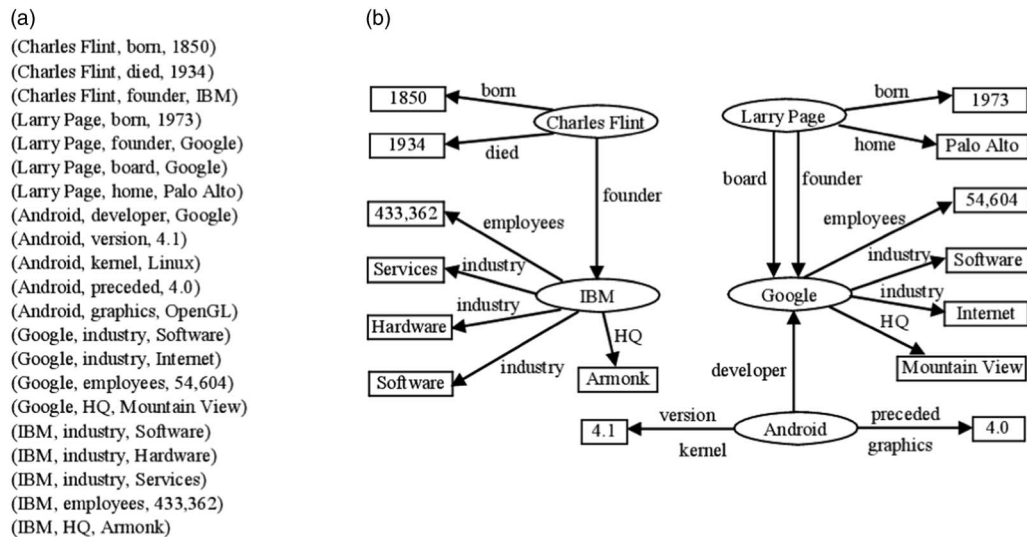 (a)
(Charles Flint, born, 1850)
(Charles Flint, died, 1934)
(Charles Flint, founder, IBM)
(Larry Page, born, 1973)
(Larry Page, founder, Google)
(Larry Page, board, Google)
(Larry Page, home, Palo Alto)
(Android, developer, Google)
(Android, version, 4.1)
(Android, kernel, Linux)
(Android, preceded, 4.0)
(Android, graphics, OpenGL)
(Google, industry, Software)
(Google, industry, Internet)
(Google, employees, 54,604)
(Google, HQ, Mountain View)
(IBM, industry, Software)
(IBM, industry, Hardware)
(IBM, industry, Services)
(IBM, employees, 433,362)
(IBM, HQ, Armonk)
(b)
1850
born
Charles Flint
1934
died
founder
433,362
employees
Services
industry
IBM
Hardware
industry
HQ
Software
industry
Armonk
Larry Page
born
1973
home
Palo Alto
board
founder
54,604
employees
industry
Software
Google
industry
Internet
HQ
Mountain View
developer
4.1
version
kernel
Android
preceded
graphics
4.0